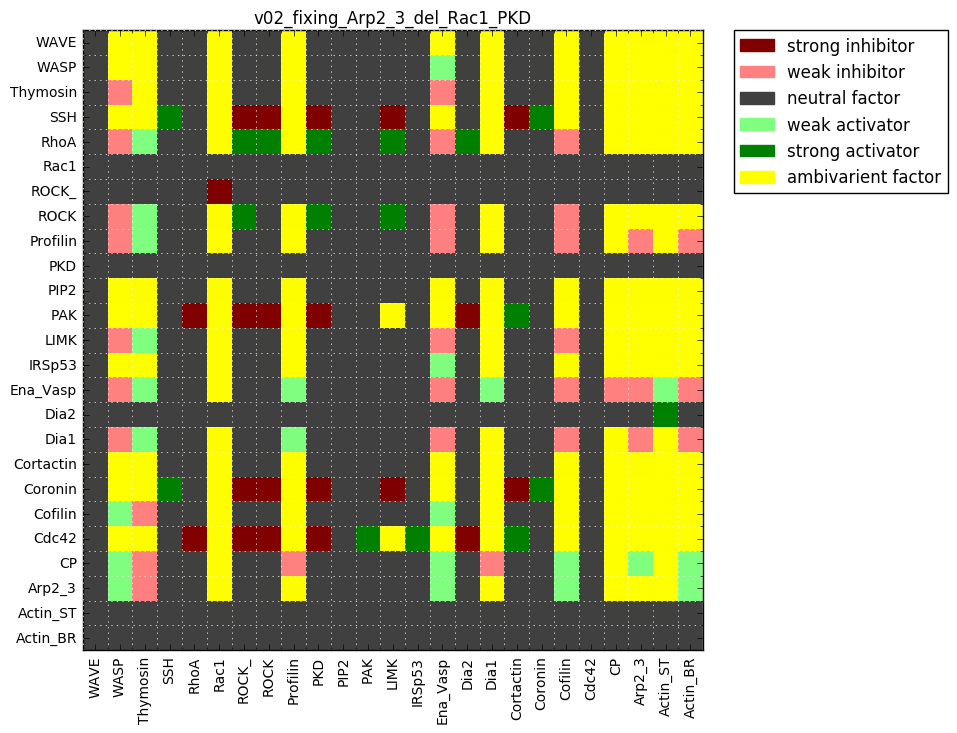 v02_fixing_Arp2_3_del_Rac1_PKD
WAVE
WASP
Thymosin
SSH
RhoA
Rac1
ROCK_
ROCK
Profilin
PKD
PIP2
PAK
LIMK
IRSp53
Ena_Vasp
Dia2
Dia1
Cortactin
Coronin
Cofilin
Cdc42
CP
Arp2_3
Actin_ST
Actin_BR
WAVE
WASP
Thymosin
SSH
RhoA
Rac1
ROCK_
ROCK
Profilin
PKD
PIP2
PAK
LIMK
IRSp53
Ena_Vasp
Dia2
Dia1
Cortactin
Coronin
Cofilin
Cdc42
CP
Arp2_3
Actin_ST
Actin_BR
strong inhibitor
weak inhibitor
neutral factor
weak activator
strong activator
ambivarient factor